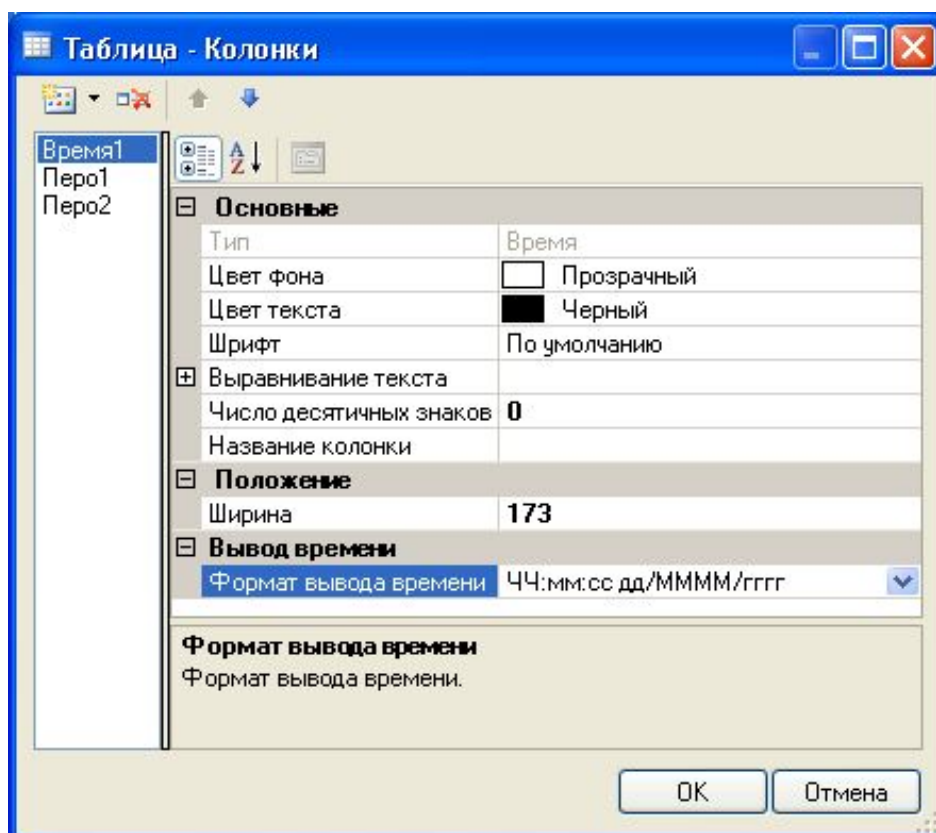 Таблица - Колонки
Время1
Перо1
Перо2
Основные
Тип Время
Цвет фона Прозрачный
Цвет текста Черный
Шрифт По умолчанию
Выравнивание текста
Число десятичных знаков 0
Название колонки
Положение
Ширина 173
Вывод времени
Формат вывода времени ЧЧ:мм:сс дд/ММММ/гггг
Формат вывода времени
Формат вывода времени.
OK Отмена